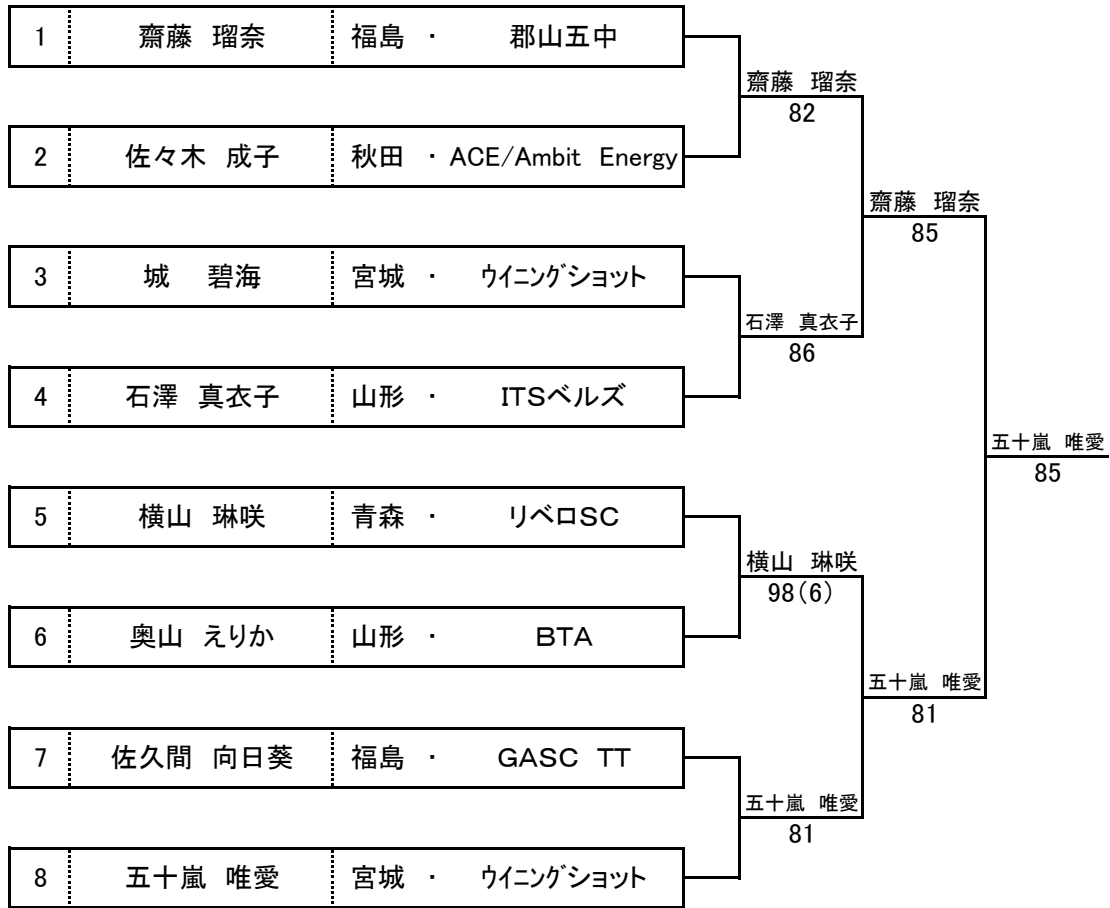 1 齋藤 瑠奈 福島 ・ 郡山五中
齋藤 瑠奈
82
2 佐々木 成子 秋田 ・ ACE/Ambit Energy
齋藤 瑠奈
85
3 城 碧海 宮城 ・ ウイニングショット
石澤 真衣子
86
4 石澤 真衣子 山形 ・ ITSベルズ
五十嵐 唯愛
85
5 横山 琳咲 青森 ・ リベロSC
横山 琳咲
98(6)
6 奥山 えりか 山形 ・ BTA
五十嵐 唯愛
81
7 佐久間 向日葵 福島 ・ GASC TT
五十嵐 唯愛
81
8 五十嵐 唯愛 宮城 ・ ウイニングショット